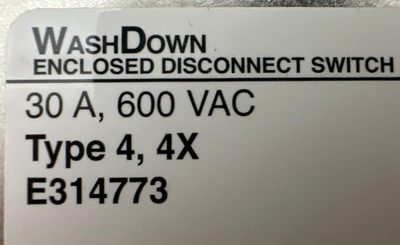 WASHDOWN
ENCLOSED DISCONNECT SWITCH
30 A, 600 VAC
Type 4, 4X
E314773